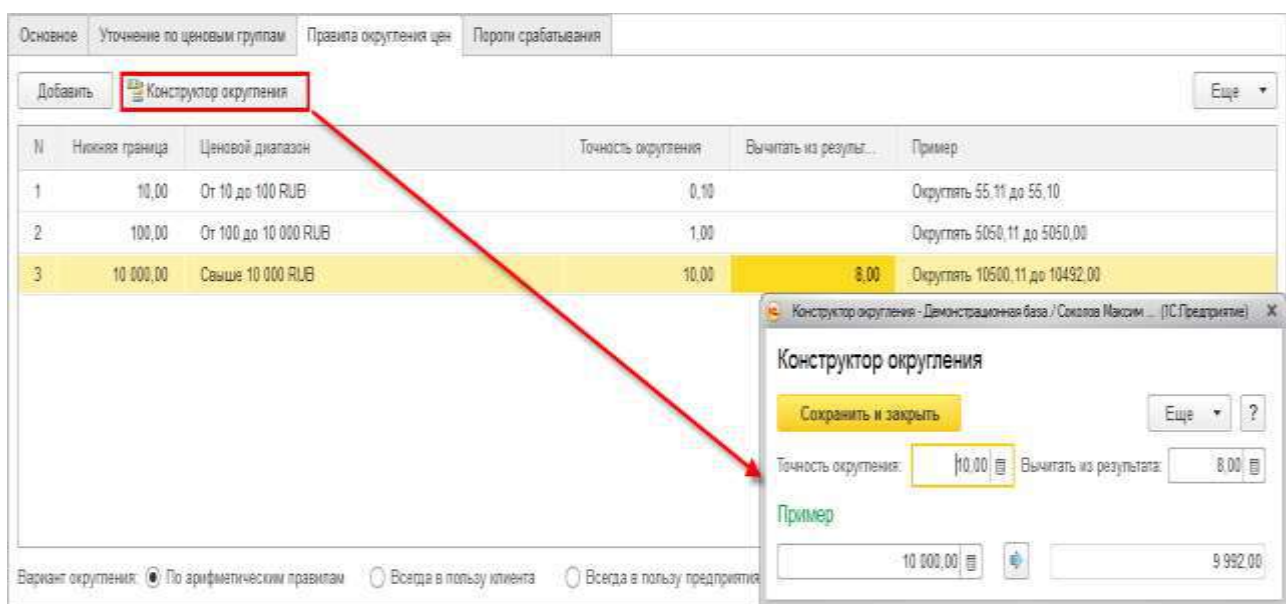 Основное Уточнение по ценовым группам Правила округления цен Пороги срабатывания
Добавить Конструктор округления Еще
N Нижняя граница Ценовой диапазон Точность округления Вычитать из результ... Пример
1 10,00 От 10 до 100 RUB 0,10 Округлять 55,11 до 55,10
2 100,00 От 100 до 10 000 RUB 1,00 Округлять 5050,11 до 5050,00
3 10 000,00 Свыше 10 000 RUB 10,00 8,00 Округлять 10500,11 до 10492,00
Конструктор округления - Демонстрационная база / Соколов Максим ... (1С:Предприятие) X
Конструктор округления
Сохранить и закрыть Еще ?
Точность округления: 10,00 Вычитать из результата: 8,00
Пример
10 000,00 9 992,00
Вариант округления: По арифметическим правилам Всегда в пользу клиента Всегда в пользу предприятия